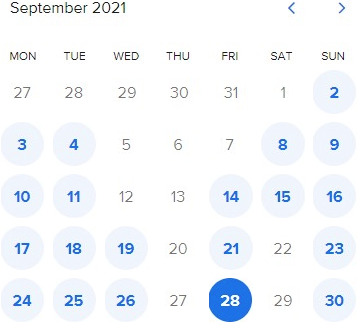 September 2021
MON TUE WED THU FRI SAT SUN
27 28 29 30 31 1 2
3 4 5 6 7 8 9
10 11 12 13 14 15 16
17 18 19 20 21 22 23
24 25 26 27 28 29 30